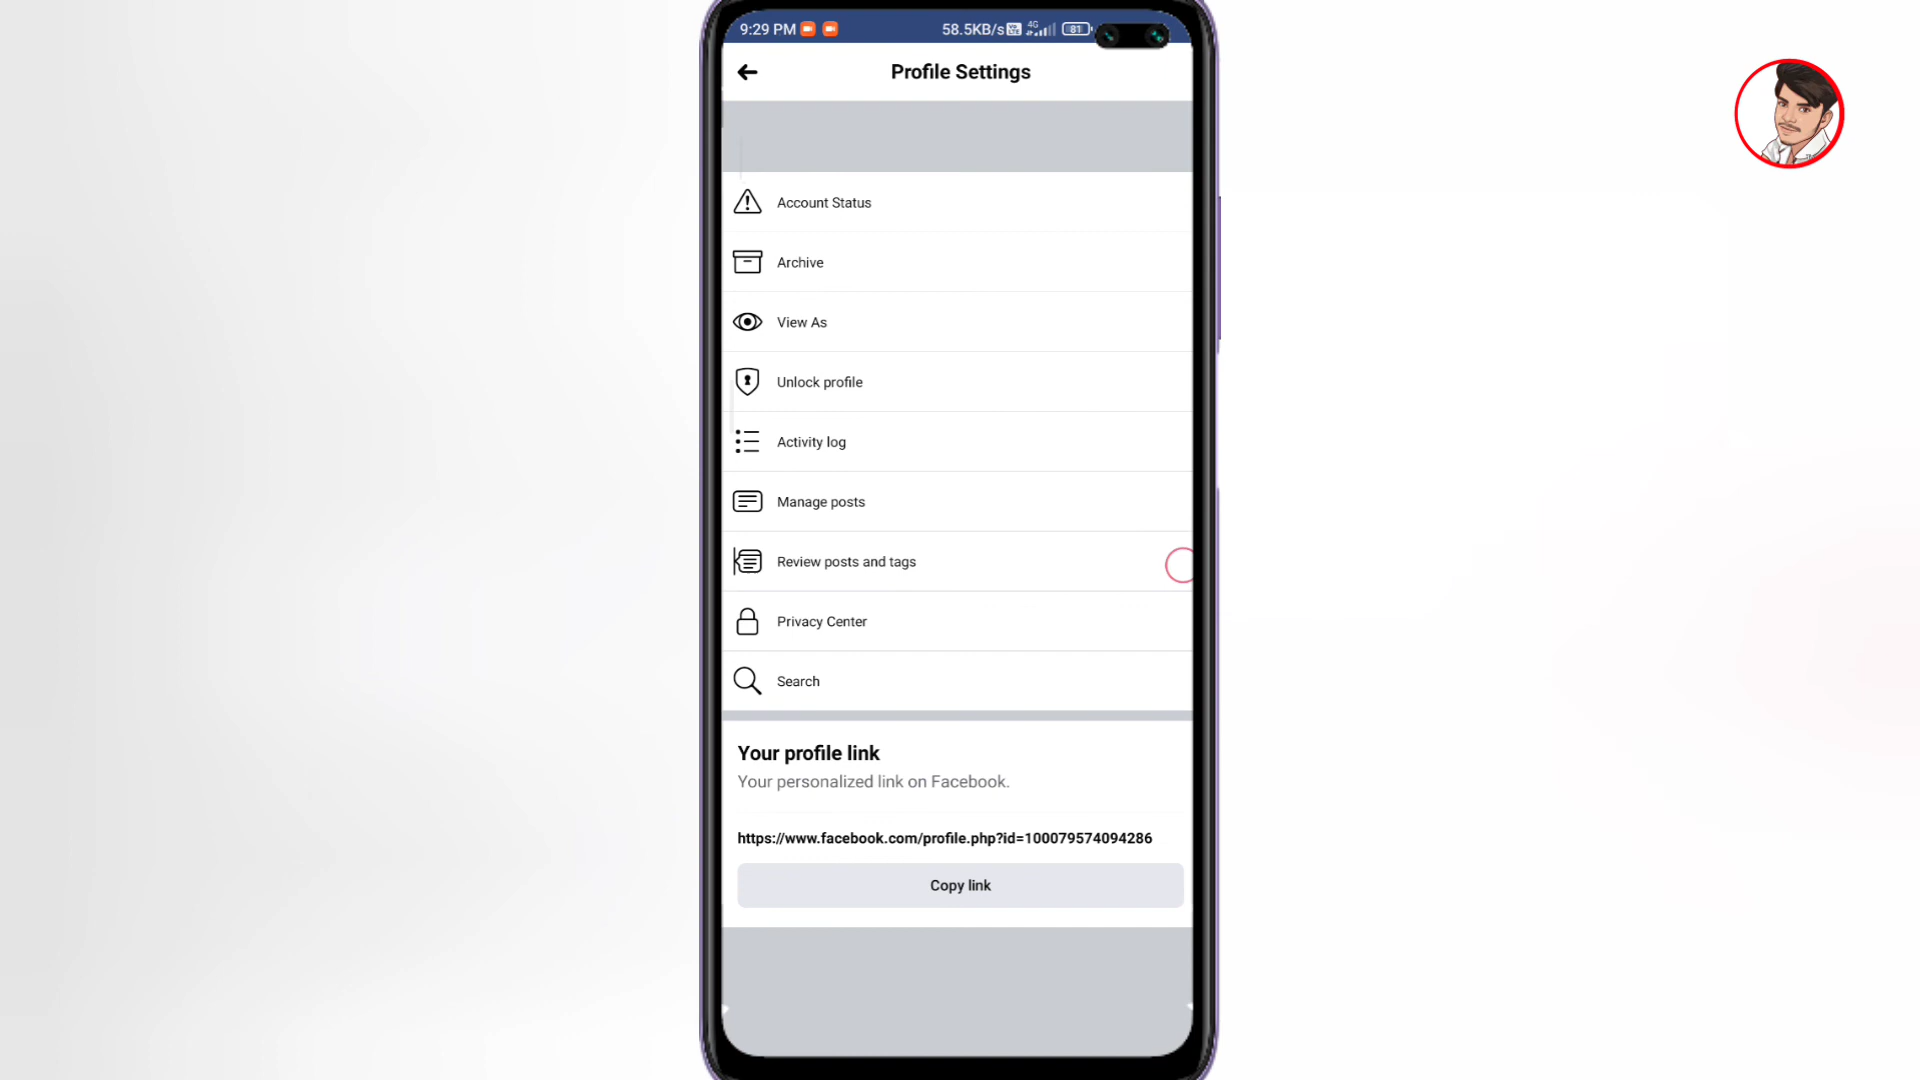 9:29 PM 58.5KB/s 4G 81
Profile Settings
Account Status
Archive
View As
Unlock profile
Activity log
Manage posts
Review posts and tags
Privacy Center
Search
Your profile link
Your personalized link on Facebook.
https://www.facebook.com/profile.php?id=100079574094286
Copy link